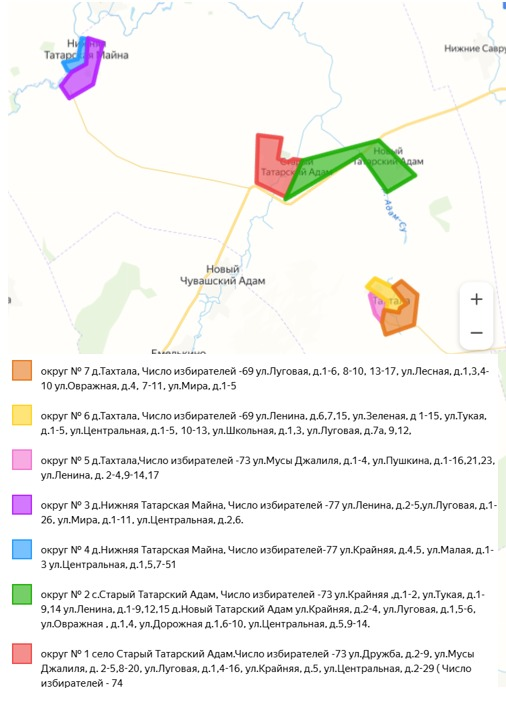 Нижняя
Татарская Майна
Нижние Савру
Новый
Татарский Адам
Старый
Татарский Адам
Адам-Су
Новый
Чувашский Адам
Тахтала
+
−
Емелькино
округ № 7 д.Тахтала, Число избирателей -69 ул.Луговая, д.1-6, 8-10, 13-17, ул.Лесная, д.1,3,4-
10 ул.Овражная, д.4, 7-11, ул.Мира, д.1-5
округ № 6 д.Тахтала, Число избирателей -69 ул.Ленина, д.6,7,15, ул.Зеленая, д 1-15, ул.Тукая,
д.1-5, ул.Центральная, д.1-5, 10-13, ул.Школьная, д.1,3, ул.Луговая, д.7а, 9,12,
округ № 5 д.Тахтала,Число избирателей -73 ул.Мусы Джалиля, д.1-4, ул.Пушкина, д.1-16,21,23,
ул.Ленина, д. 2-4,9-14,17
округ № 3 д.Нижняя Татарская Майна, Число избирателей -77 ул.Ленина, д.2-5,ул.Луговая, д.1-
26, ул.Мира, д.1-11, ул.Центральная, д.2,6.
округ № 4 д.Нижняя Татарская Майна, Число избирателей-77 ул.Крайняя, д.4,5, ул.Малая, д.1-
3 ул.Центральная, д.1,5,7-51
округ № 2 с.Старый Татарский Адам, Число избирателей -73 ул.Крайняя ,д.1-2, ул.Тукая, д.1-
9,14 ул.Ленина, д.1-9,12,15 д.Новый Татарский Адам ул.Крайняя, д.2-4, ул.Луговая, д.1,5-6,
ул.Овражная , д.1,4, ул.Дорожная д.1,6-10, ул.Центральная, д.5,9-14.
округ № 1 село Старый Татарский Адам.Число избирателей -73 ул.Дружба, д.2-9, ул.Мусы
Джалиля, д. 2-5,8-20, ул.Луговая, д.1,4-16, ул.Крайняя, д.5, ул.Центральная, д.2-29 ( Число
избирателей - 74